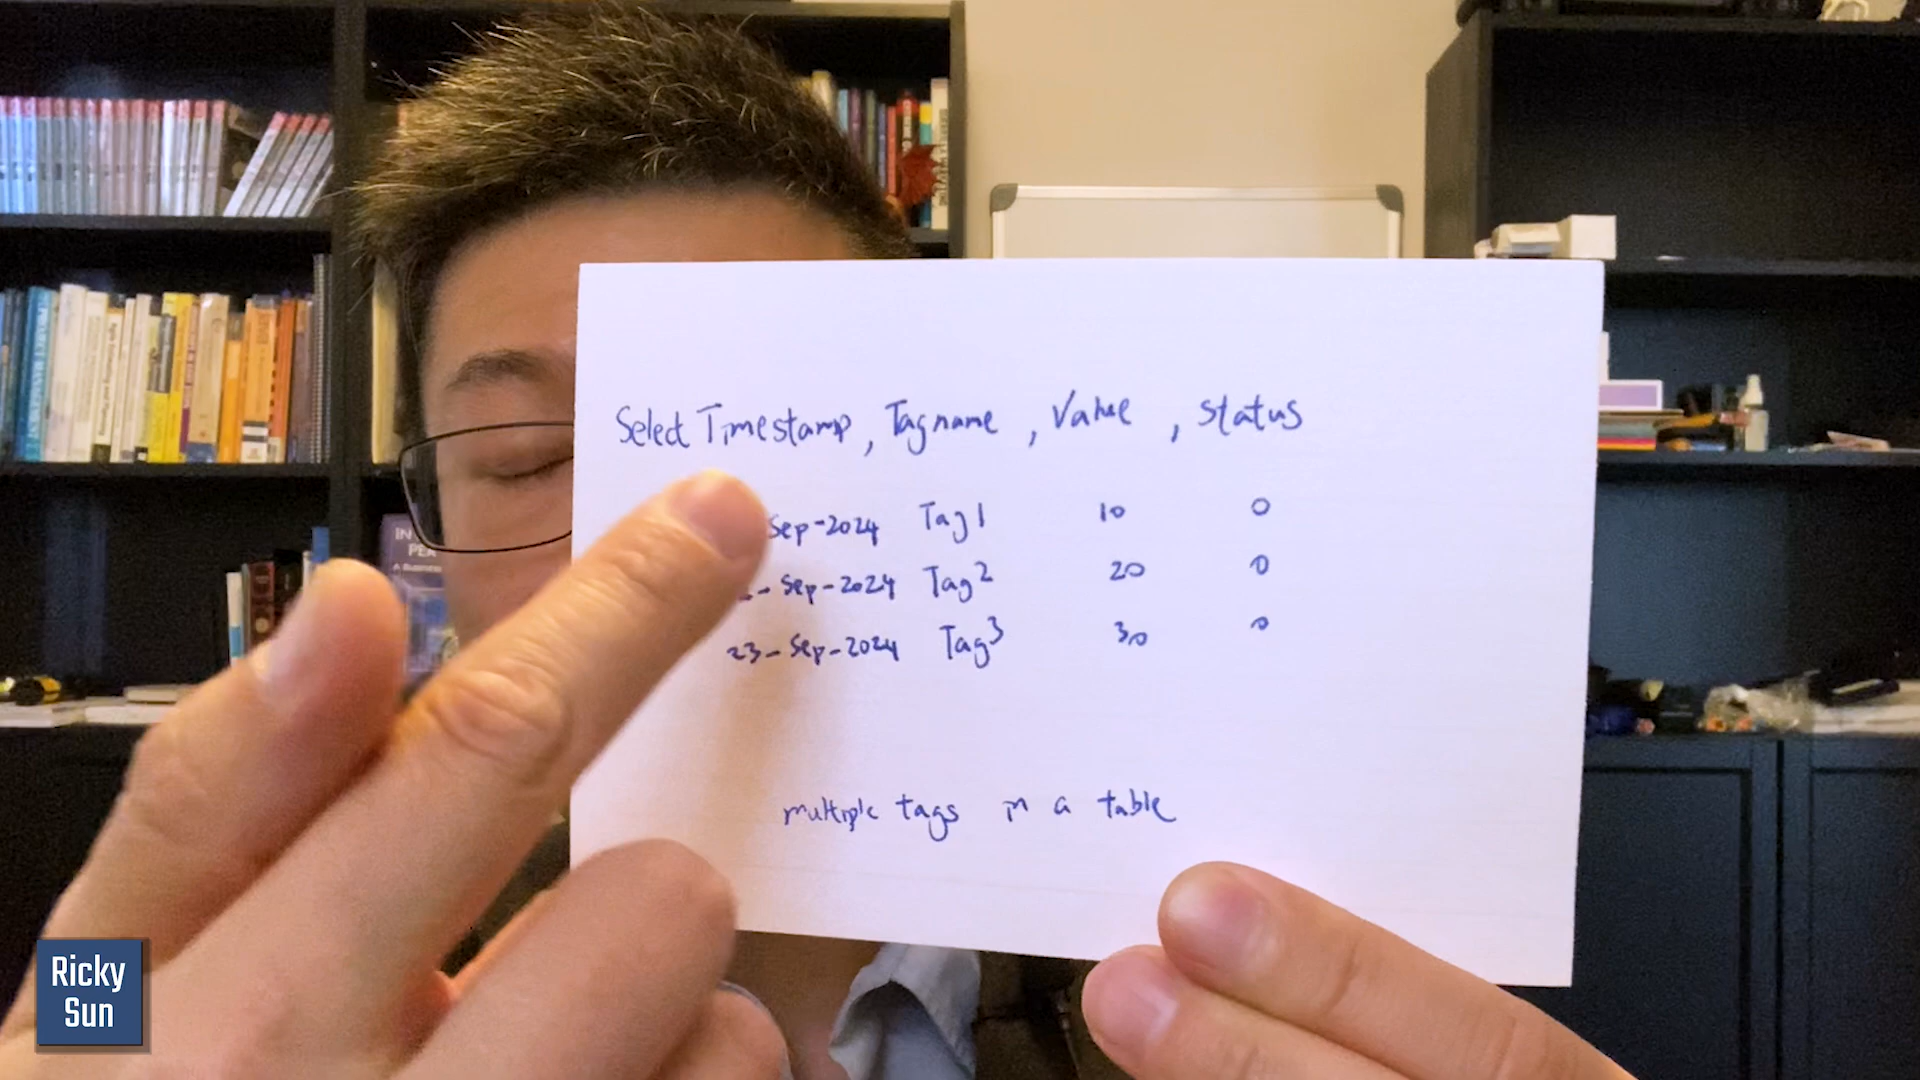 Select Timestamp, Tagname, Value, status
Sep-2024 Tag1 10 0
- Sep-2024 Tag2 20 0
23-Sep-2024 Tag3 30 0
multiple tags in a table
Ricky
Sun